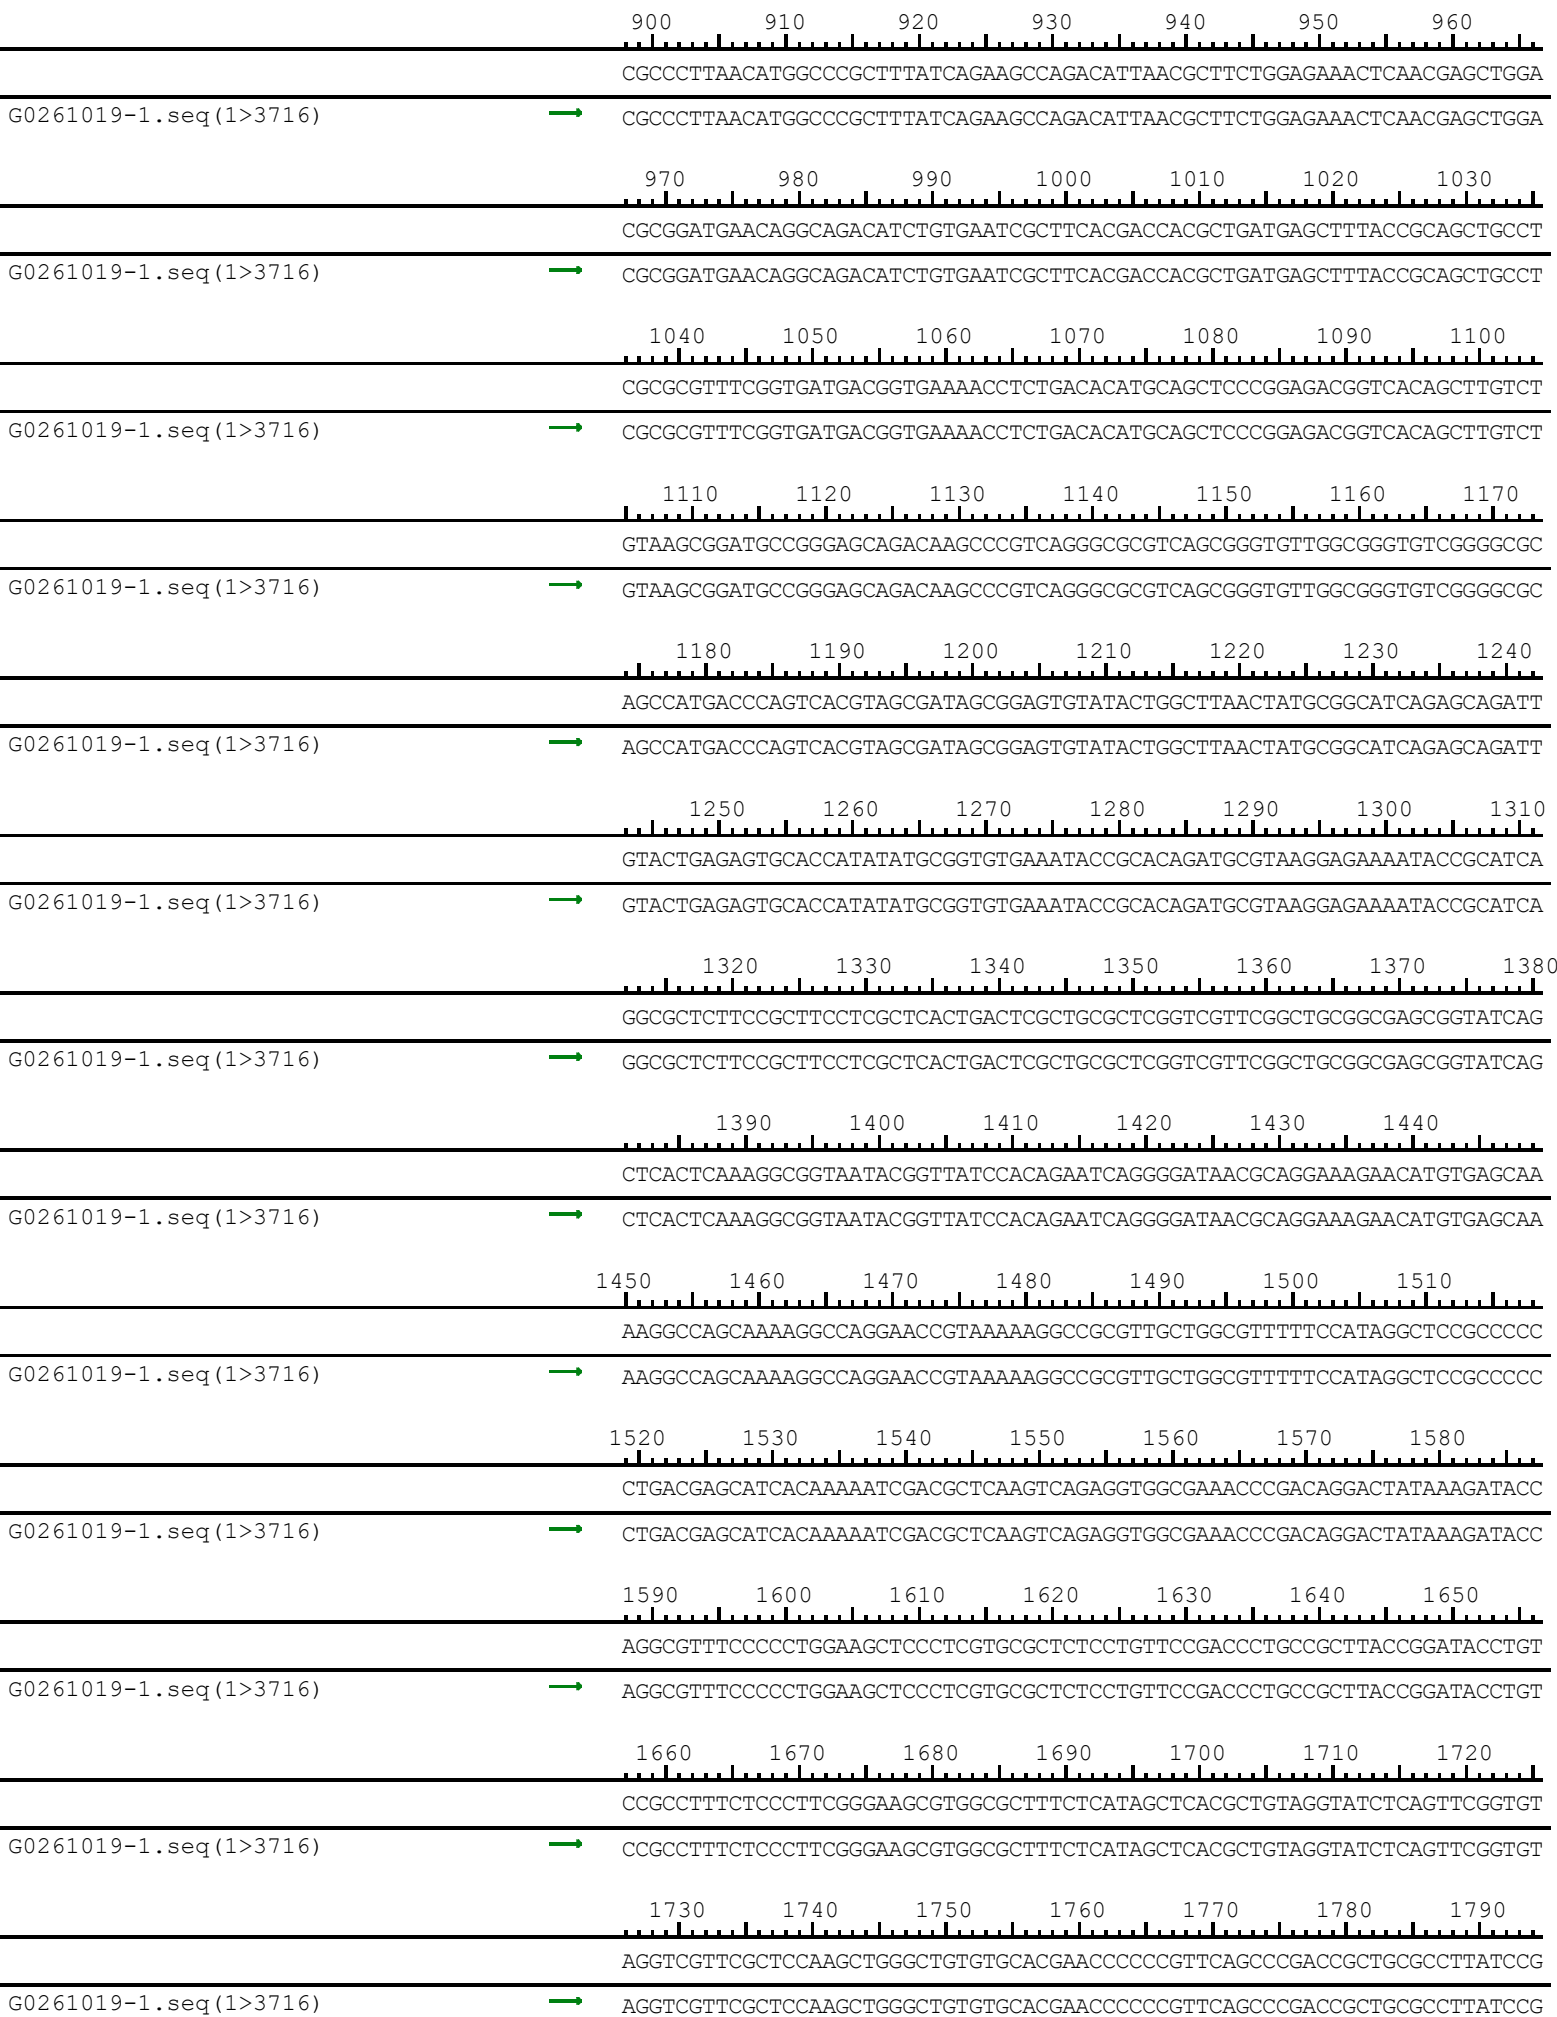 900 910 920 930 940 950 960
CGCCCTTAACATGGCCCGCTTTATCAGAAGCCAGACATTAACGCTTCTGGAGAAACTCAACGAGCTGGA
G0261019-1.seq(1>3716) CGCCCTTAACATGGCCCGCTTTATCAGAAGCCAGACATTAACGCTTCTGGAGAAACTCAACGAGCTGGA
970 980 990 1000 1010 1020 1030
CGCGGATGAACAGGCAGACATCTGTGAATCGCTTCACGACCACGCTGATGAGCTTTACCGCAGCTGCCT
G0261019-1.seq(1>3716) CGCGGATGAACAGGCAGACATCTGTGAATCGCTTCACGACCACGCTGATGAGCTTTACCGCAGCTGCCT
1040 1050 1060 1070 1080 1090 1100
CGCGCGTTTCGGTGATGACGGTGAAAACCTCTGACACATGCAGCTCCCGGAGACGGTCACAGCTTGTCT
G0261019-1.seq(1>3716) CGCGCGTTTCGGTGATGACGGTGAAAACCTCTGACACATGCAGCTCCCGGAGACGGTCACAGCTTGTCT
1110 1120 1130 1140 1150 1160 1170
GTAAGCGGATGCCGGGAGCAGACAAGCCCGTCAGGGCGCGTCAGCGGGTGTTGGCGGGTGTCGGGGCGC
G0261019-1.seq(1>3716) GTAAGCGGATGCCGGGAGCAGACAAGCCCGTCAGGGCGCGTCAGCGGGTGTTGGCGGGTGTCGGGGCGC
1180 1190 1200 1210 1220 1230 1240
AGCCATGACCCAGTCACGTAGCGATAGCGGAGTGTATACTGGCTTAACTATGCGGCATCAGAGCAGATT
G0261019-1.seq(1>3716) AGCCATGACCCAGTCACGTAGCGATAGCGGAGTGTATACTGGCTTAACTATGCGGCATCAGAGCAGATT
1250 1260 1270 1280 1290 1300 1310
GTACTGAGAGTGCACCATATATGCGGTGTGAAATACCGCACAGATGCGTAAGGAGAAAATACCGCATCA
G0261019-1.seq(1>3716) GTACTGAGAGTGCACCATATATGCGGTGTGAAATACCGCACAGATGCGTAAGGAGAAAATACCGCATCA
1320 1330 1340 1350 1360 1370 1380
GGCGCTCTTCCGCTTCCTCGCTCACTGACTCGCTGCGCTCGGTCGTTCGGCTGCGGCGAGCGGTATCAG
G0261019-1.seq(1>3716) GGCGCTCTTCCGCTTCCTCGCTCACTGACTCGCTGCGCTCGGTCGTTCGGCTGCGGCGAGCGGTATCAG
1390 1400 1410 1420 1430 1440
CTCACTCAAAGGCGGTAATACGGTTATCCACAGAATCAGGGGATAACGCAGGAAAGAACATGTGAGCAA
G0261019-1.seq(1>3716) CTCACTCAAAGGCGGTAATACGGTTATCCACAGAATCAGGGGATAACGCAGGAAAGAACATGTGAGCAA
1450 1460 1470 1480 1490 1500 1510
AAGGCCAGCAAAAGGCCAGGAACCGTAAAAAGGCCGCGTTGCTGGCGTTTTTCCATAGGCTCCGCCCCC
G0261019-1.seq(1>3716) AAGGCCAGCAAAAGGCCAGGAACCGTAAAAAGGCCGCGTTGCTGGCGTTTTTCCATAGGCTCCGCCCCC
1520 1530 1540 1550 1560 1570 1580
CTGACGAGCATCACAAAAATCGACGCTCAAGTCAGAGGTGGCGAAACCCGACAGGACTATAAAGATACC
G0261019-1.seq(1>3716) CTGACGAGCATCACAAAAATCGACGCTCAAGTCAGAGGTGGCGAAACCCGACAGGACTATAAAGATACC
1590 1600 1610 1620 1630 1640 1650
AGGCGTTTCCCCCTGGAAGCTCCCTCGTGCGCTCTCCTGTTCCGACCCTGCCGCTTACCGGATACCTGT
G0261019-1.seq(1>3716) AGGCGTTTCCCCCTGGAAGCTCCCTCGTGCGCTCTCCTGTTCCGACCCTGCCGCTTACCGGATACCTGT
1660 1670 1680 1690 1700 1710 1720
CCGCCTTTCTCCCTTCGGGAAGCGTGGCGCTTTCTCATAGCTCACGCTGTAGGTATCTCAGTTCGGTGT
G0261019-1.seq(1>3716) CCGCCTTTCTCCCTTCGGGAAGCGTGGCGCTTTCTCATAGCTCACGCTGTAGGTATCTCAGTTCGGTGT
1730 1740 1750 1760 1770 1780 1790
AGGTCGTTCGCTCCAAGCTGGGCTGTGTGCACGAACCCCCCGTTCAGCCCGACCGCTGCGCCTTATCCG
G0261019-1.seq(1>3716) AGGTCGTTCGCTCCAAGCTGGGCTGTGTGCACGAACCCCCCGTTCAGCCCGACCGCTGCGCCTTATCCG